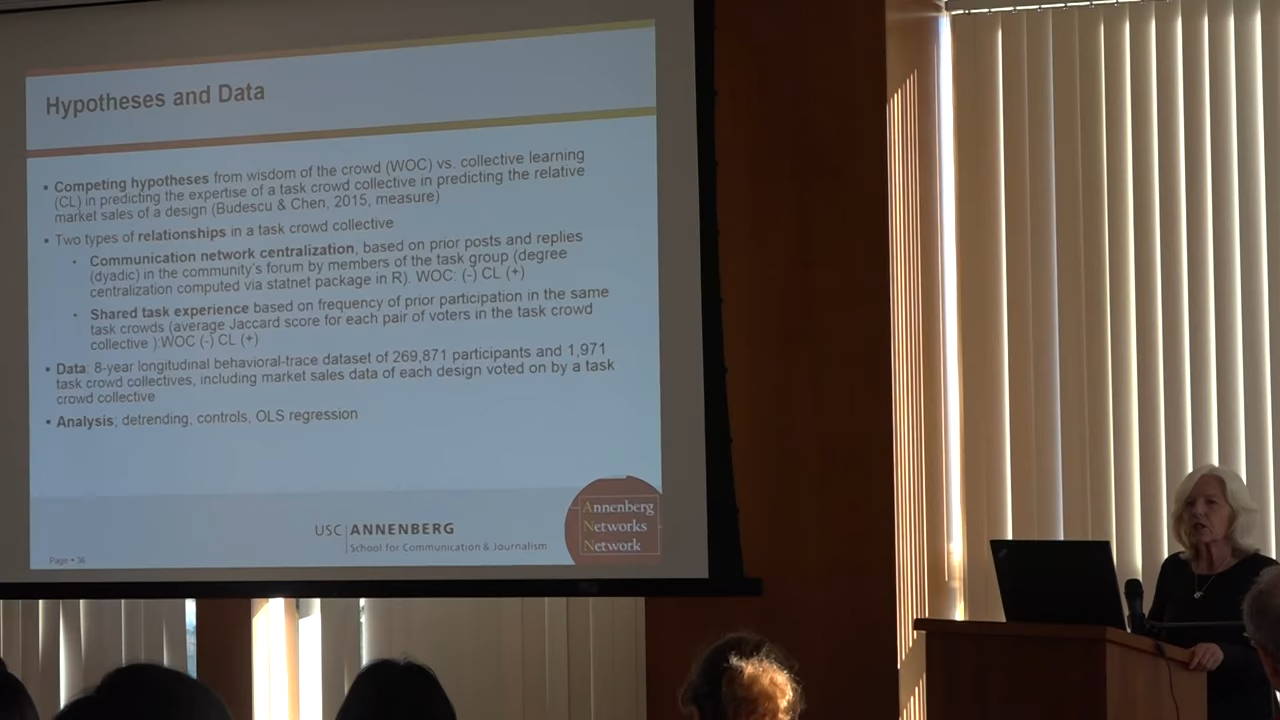 Hypotheses and Data
▪ Competing hypotheses from wisdom of the crowd (WOC) vs. collective learning
(CL) in predicting the expertise of a task crowd collective in predicting the relative
market sales of a design (Budescu & Chen, 2015, measure)
▪ Two types of relationships in a task crowd collective
• Communication network centralization, based on prior posts and replies
(dyadic) in the community's forum by members of the task group (degree
centralization computed via statnet package in R). WOC: (-) CL (+)
• Shared task experience based on frequency of prior participation in the same
task crowds (average Jaccard score for each pair of voters in the task crowd
collective ):WOC (-) CL (+)
▪ Data: 8-year longitudinal behavioral-trace dataset of 269,871 participants and 1,971
task crowd collectives, including market sales data of each design voted on by a task
crowd collective
▪ Analysis: detrending, controls, OLS regression
USC ANNENBERG
School for Communication & Journalism
Annenberg
Networks
Network
Page ▪ 36